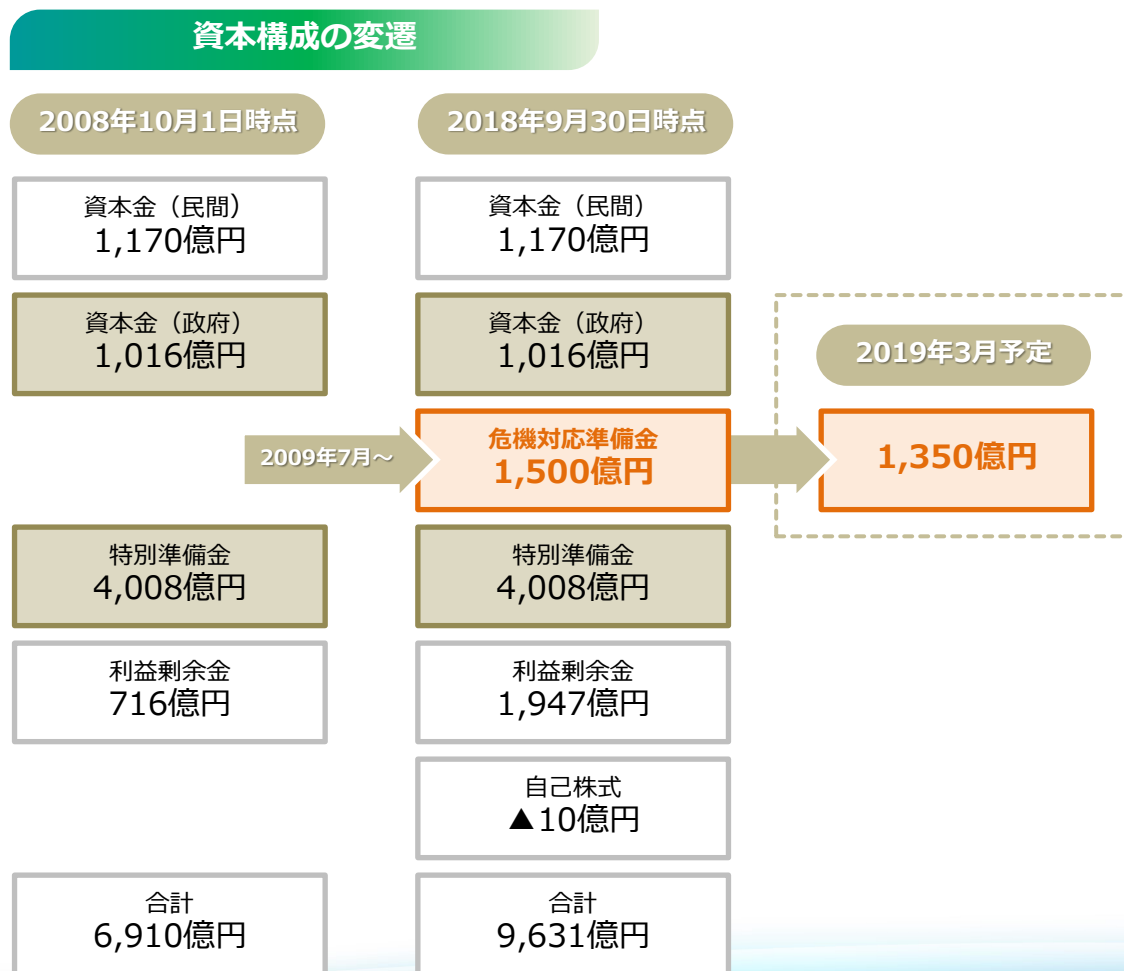 資本構成の変遷
2008年10月1日時点
2018年9月30日時点
資本金（民間）
1,170億円
資本金（民間）
1,170億円
資本金（政府）
1,016億円
資本金（政府）
1,016億円
2019年3月予定
2009年7月～
危機対応準備金
1,500億円
1,350億円
特別準備金
4,008億円
特別準備金
4,008億円
利益剰余金
716億円
利益剰余金
1,947億円
自己株式
▲10億円
合計
6,910億円
合計
9,631億円